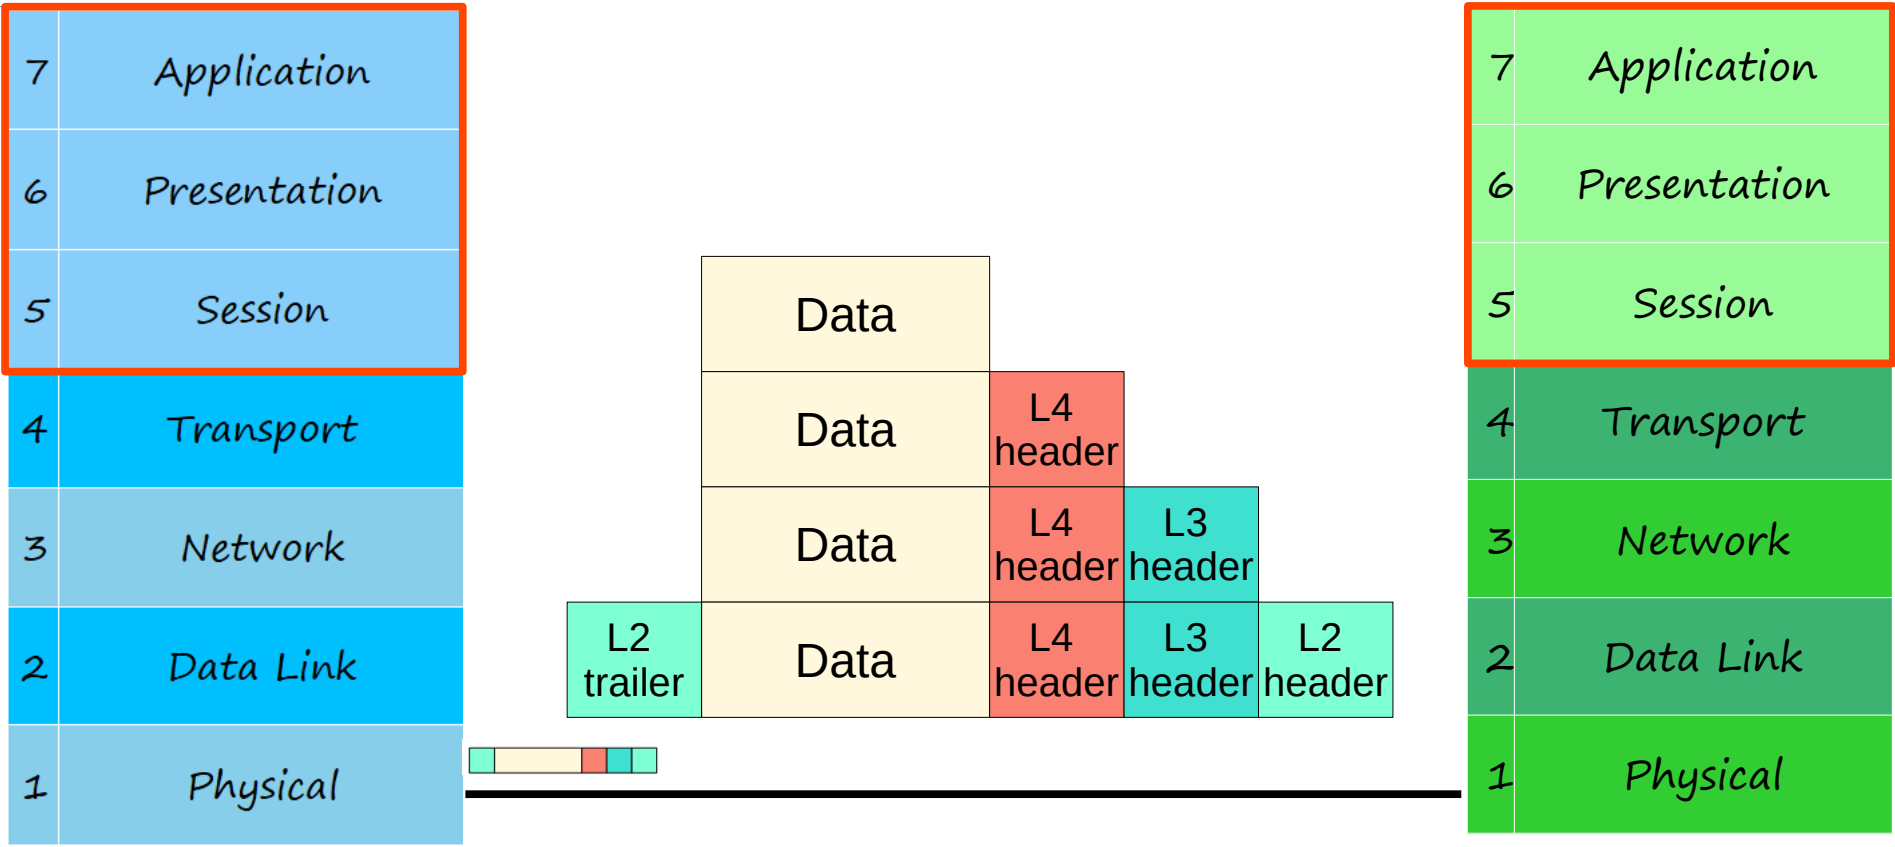 7 Application
6 Presentation
5 Session
4 Transport
3 Network
2 Data Link
1 Physical
Data
Data
L4
header
Data
L4
header
L3
header
L2
trailer
Data
L4
header
L3
header
L2
header
7 Application
6 Presentation
5 Session
4 Transport
3 Network
2 Data Link
1 Physical